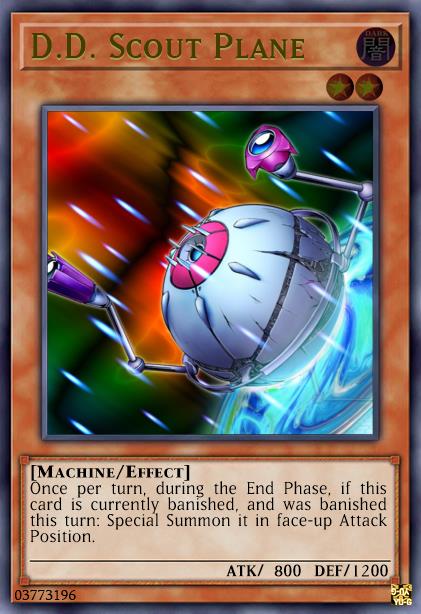 D.D. Scout Plane
DARK
闇
[Machine/Effect]
Once per turn, during the End Phase, if this
card is currently banished, and was banished
this turn: Special Summon it in face-up Attack
Position.
ATK/ 800 DEF/1200
03773196